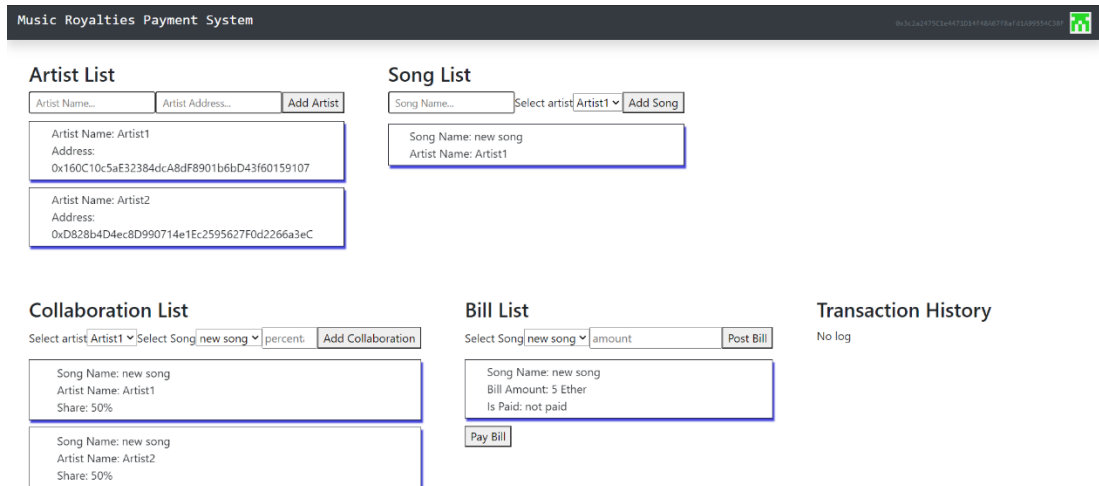 Music Royalties Payment System
Artist List
Artist Name... Artist Address... Add Artist
Artist Name: Artist1
Address:
0x160C10c5aE32384dcA8dF8901b6bD43f60159107
Artist Name: Artist2
Address:
0xD828b4D4ec8D990714e1Ec2595627F0d2266a3eC
Song List
Song Name... Select artist Artist1 Add Song
Song Name: new song
Artist Name: Artist1
Collaboration List
Select artist Artist1 Select Song new song percent Add Collaboration
Song Name: new song
Artist Name: Artist1
Share: 50%
Song Name: new song
Artist Name: Artist2
Share: 50%
Bill List
Select Song new song amount Post Bill
Song Name: new song
Bill Amount: 5 Ether
Is Paid: not paid
Pay Bill
Transaction History
No log